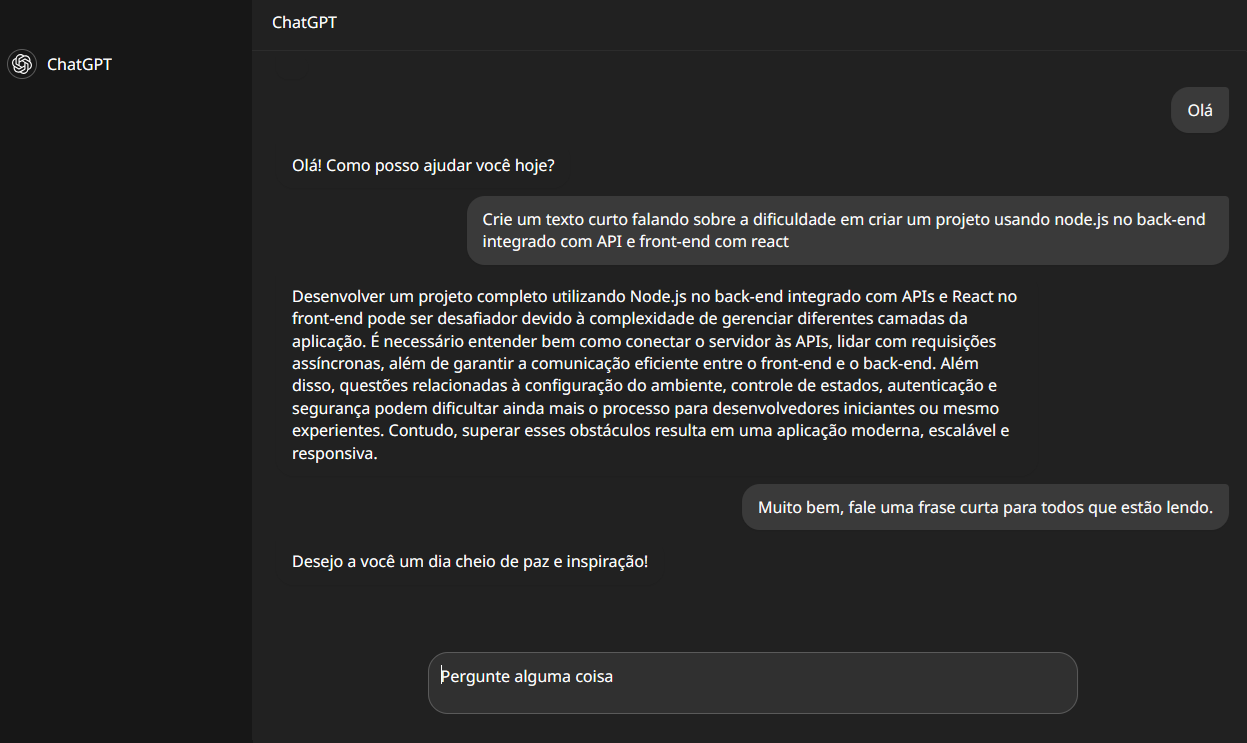 ChatGPT
ChatGPT
Olá
Olá! Como posso ajudar você hoje?
Crie um texto curto falando sobre a dificuldade em criar um projeto usando node.js no back-end
integrado com API e front-end com react
Desenvolver um projeto completo utilizando Node.js no back-end integrado com APIs e React no
front-end pode ser desafiador devido à complexidade de gerenciar diferentes camadas da
aplicação. É necessário entender bem como conectar o servidor às APIs, lidar com requisições
assíncronas, além de garantir a comunicação eficiente entre o front-end e o back-end. Além
disso, questões relacionadas à configuração do ambiente, controle de estados, autenticação e
segurança podem dificultar ainda mais o processo para desenvolvedores iniciantes ou mesmo
experientes. Contudo, superar esses obstáculos resulta em uma aplicação moderna, escalável e
responsiva.
Muito bem, fale uma frase curta para todos que estão lendo.
Desejo a você um dia cheio de paz e inspiração!
Pergunte alguma coisa